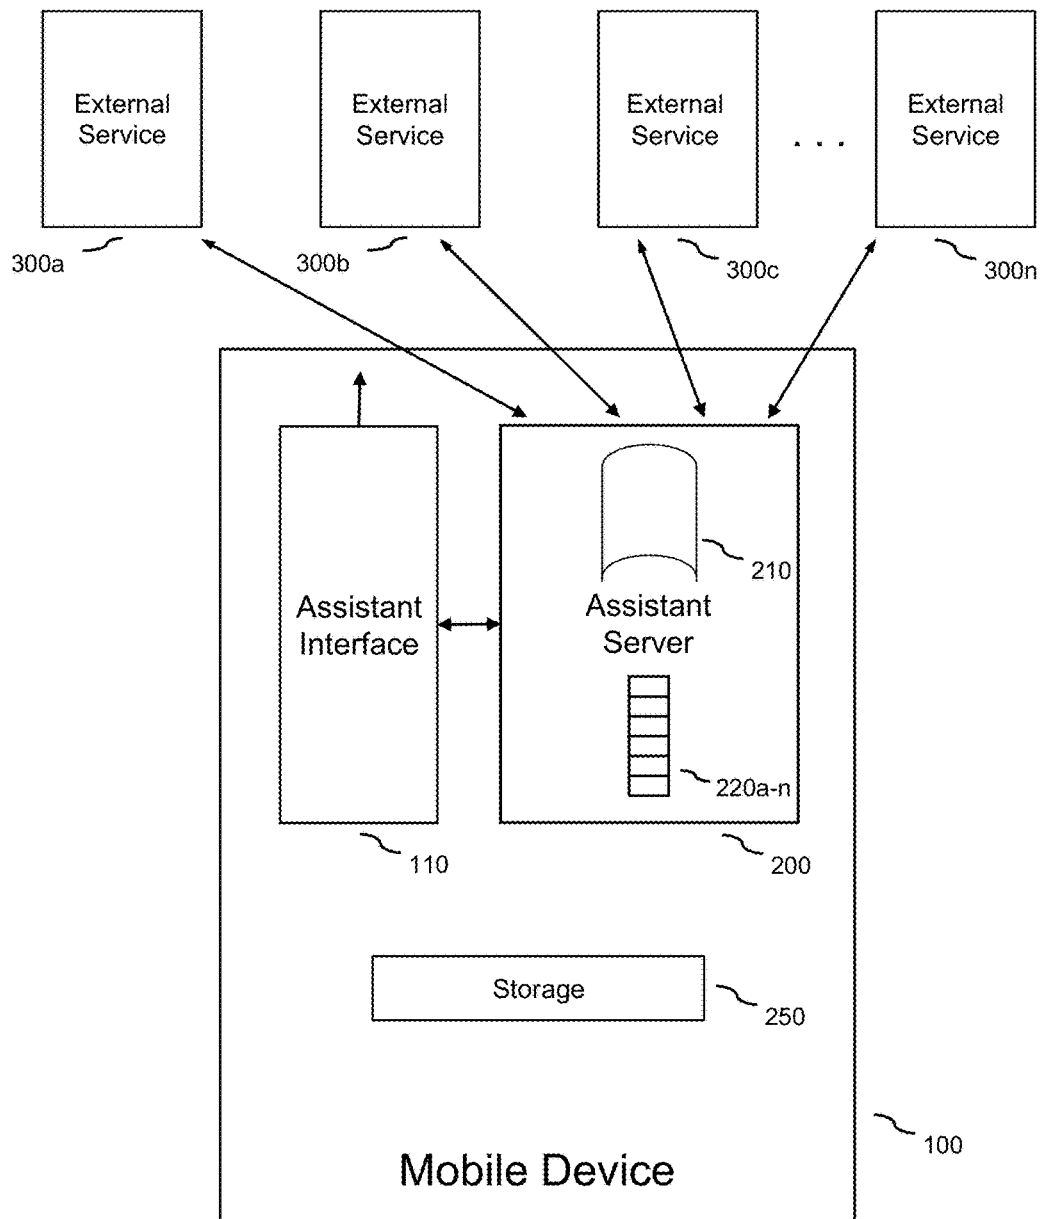 External
Service
External
Service
External
Service
. . .
External
Service
300a
300b
300c
300n
210
Assistant
Interface
Assistant
Server
220a-n
110
200
Storage
250
100
Mobile Device